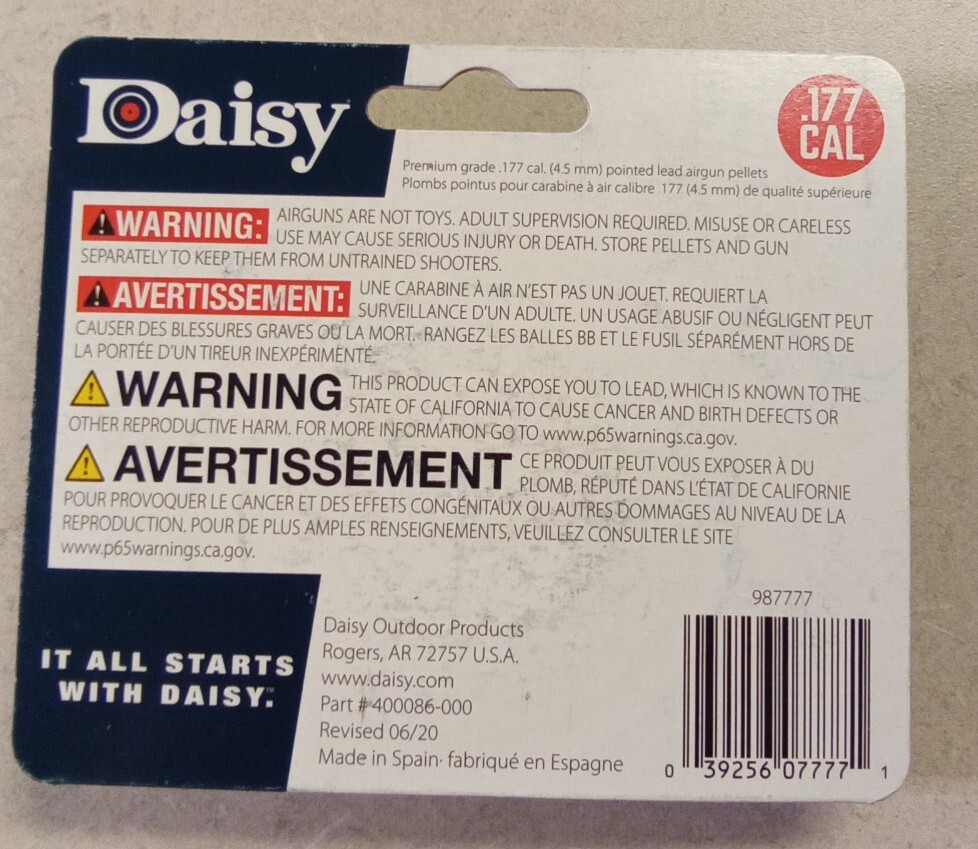 Daisy
.177
CAL
Premium grade .177 cal. (4.5 mm) pointed lead airgun pellets
Plombs pointus pour carabine à air calibre .177 (4.5 mm) de qualité supérieure
WARNING: AIRGUNS ARE NOT TOYS. ADULT SUPERVISION REQUIRED. MISUSE OR CARELESS
USE MAY CAUSE SERIOUS INJURY OR DEATH. STORE PELLETS AND GUN
SEPARATELY TO KEEP THEM FROM UNTRAINED SHOOTERS.
AVERTISSEMENT: UNE CARABINE À AIR N'EST PAS UN JOUET. REQUIERT LA
SURVEILLANCE D'UN ADULTE. UN USAGE ABUSIF OU NÉGLIGENT PEUT
CAUSER DES BLESSURES GRAVES OU LA MORT. RANGEZ LES BALLES BB ET LE FUSIL SÉPARÉMENT HORS DE
LA PORTÉE D'UN TIREUR INEXPÉRIMENTÉ.
WARNING THIS PRODUCT CAN EXPOSE YOU TO LEAD, WHICH IS KNOWN TO THE
STATE OF CALIFORNIA TO CAUSE CANCER AND BIRTH DEFECTS OR
OTHER REPRODUCTIVE HARM. FOR MORE INFORMATION GO TO www.p65warnings.ca.gov.
AVERTISSEMENT CE PRODUIT PEUT VOUS EXPOSER À DU
PLOMB, RÉPUTÉ DANS L'ÉTAT DE CALIFORNIE
POUR PROVOQUER LE CANCER ET DES EFFETS CONGÉNITAUX OU AUTRES DOMMAGES AU NIVEAU DE LA
REPRODUCTION. POUR DE PLUS AMPLES RENSEIGNEMENTS, VEUILLEZ CONSULTER LE SITE
www.p65warnings.ca.gov.
IT ALL STARTS
WITH DAISY.™
Daisy Outdoor Products
Rogers, AR 72757 U.S.A.
www.daisy.com
Part # 400086-000
Revised 06/20
Made in Spain· fabriqué en Espagne
987777
0 39256 07777 1